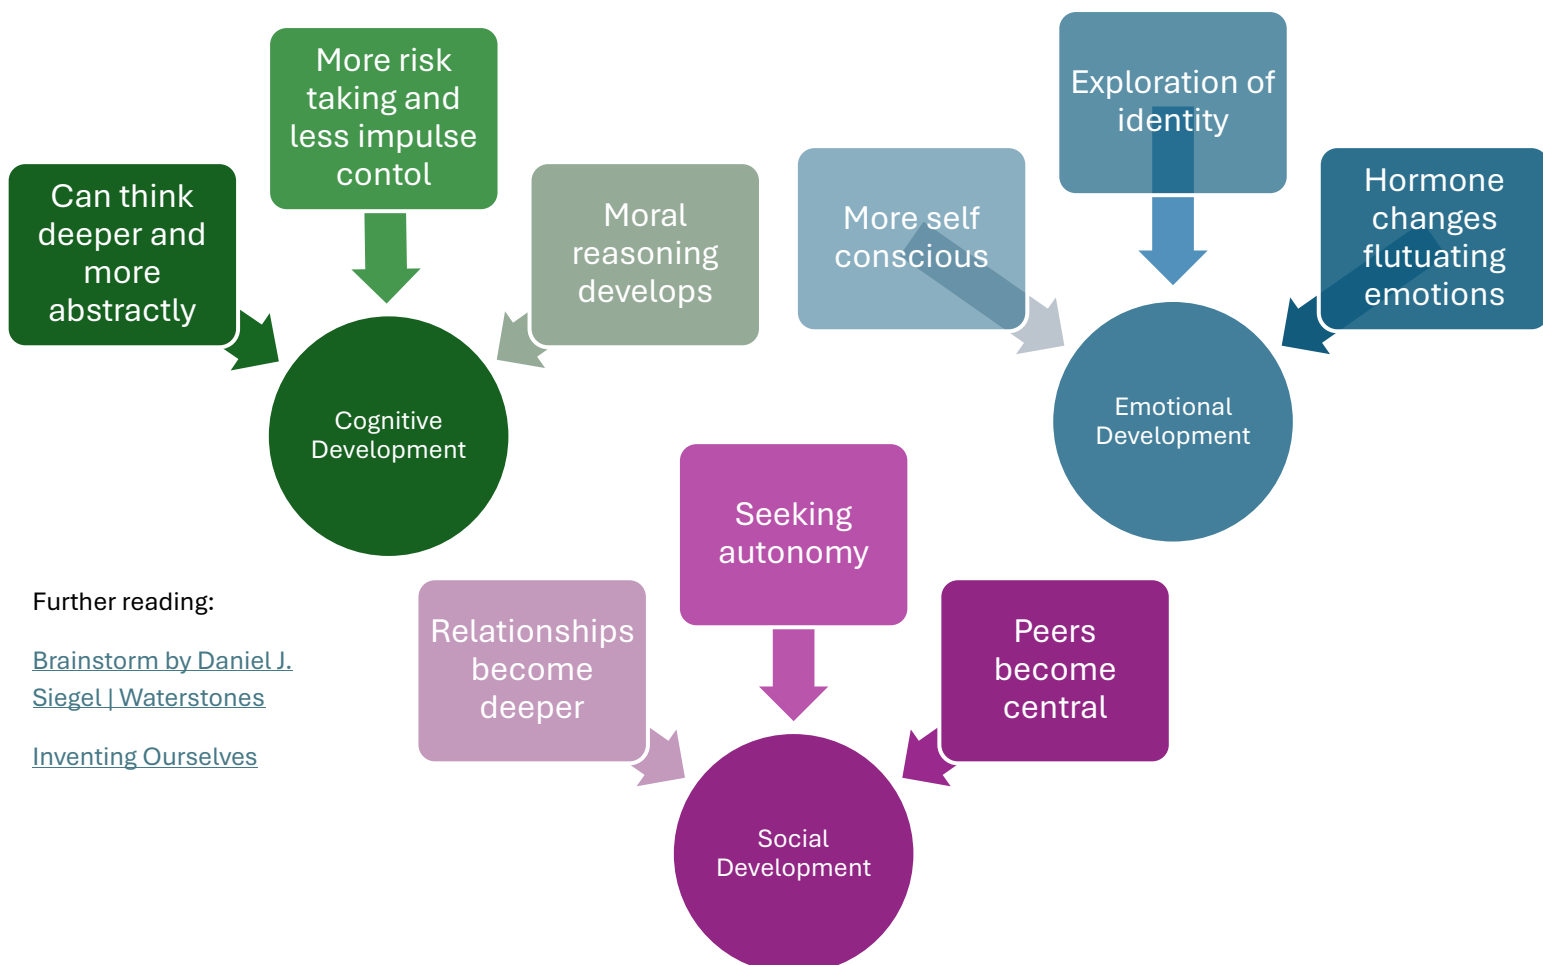 More risk
taking and
less impulse
contol
Can think
deeper and
more
abstractly
Moral
reasoning
develops
Cognitive
Development
Exploration of
identity
More self
conscious
Hormone
changes
flutuating
emotions
Emotional
Development
Seeking
autonomy
Relationships
become
deeper
Peers
become
central
Social
Development
Further reading:
Brainstorm by Daniel J.
Siegel | Waterstones
Inventing Ourselves